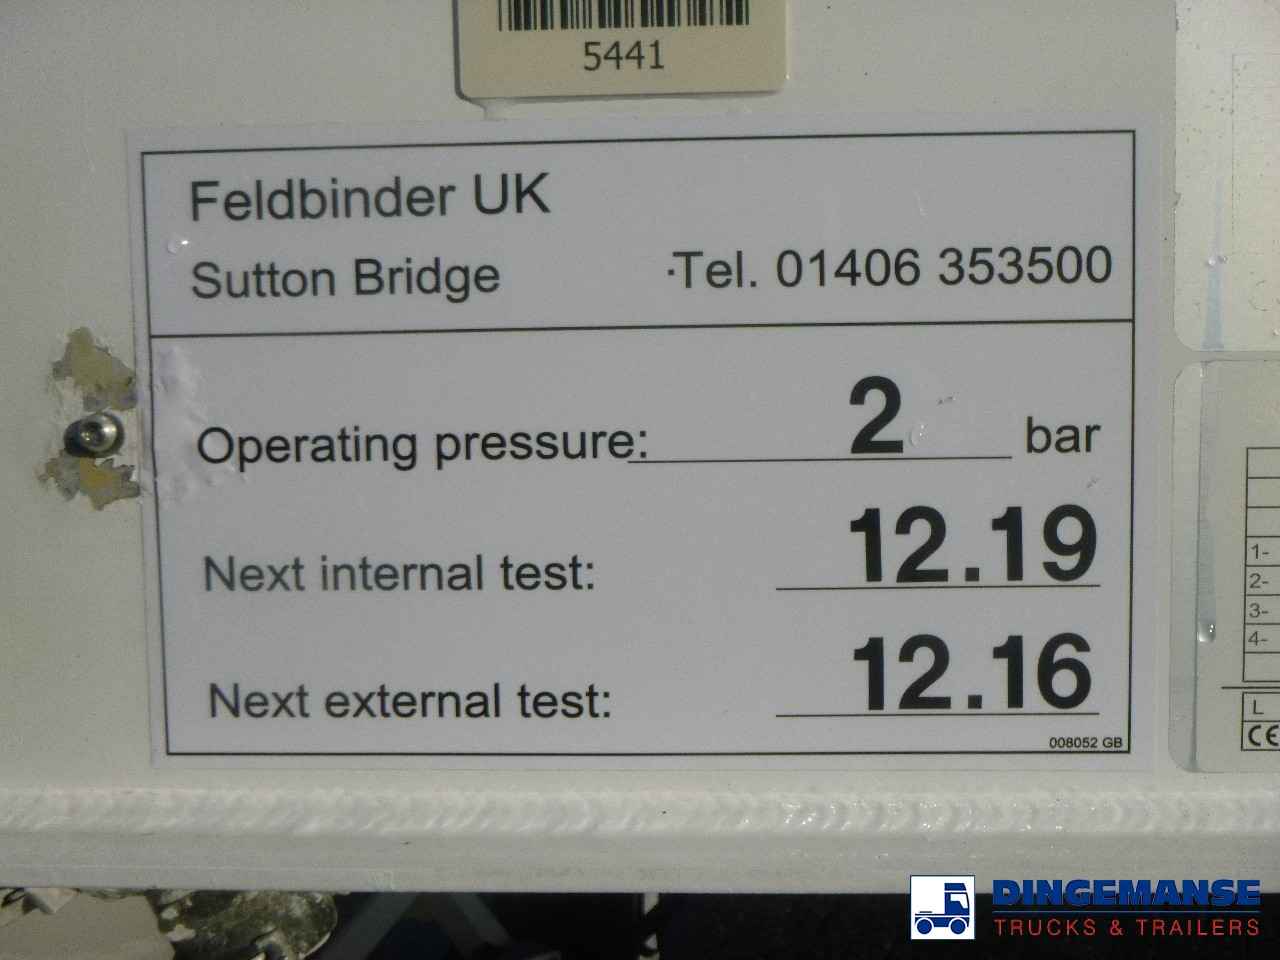 5441
Feldbinder UK
Sutton Bridge ·Tel. 01406 353500
Operating pressure: 2 bar
Next internal test: 12.19
Next external test: 12.16
008052 GB
1-
2-
3-
4-
L
CE
DINGEMANSE
TRUCKS & TRAILERS